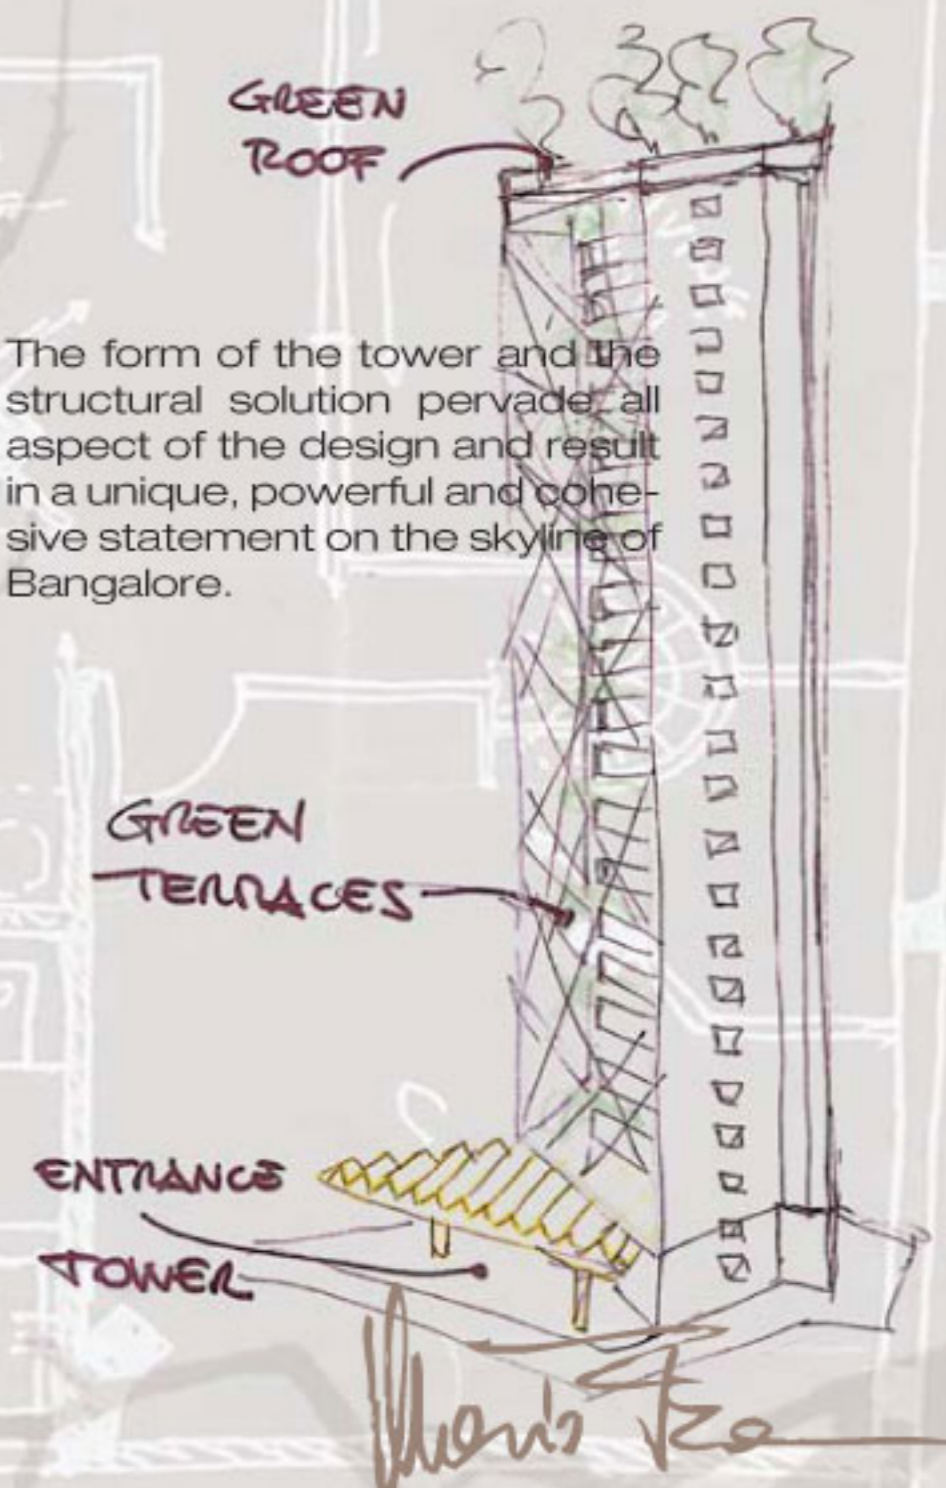 GREEN
ROOF
The form of the tower and the
structural solution pervade all
aspect of the design and result
in a unique, powerful and cohe-
sive statement on the skyline of
Bangalore.
GREEN
TERRACES
ENTRANCE
TOWER